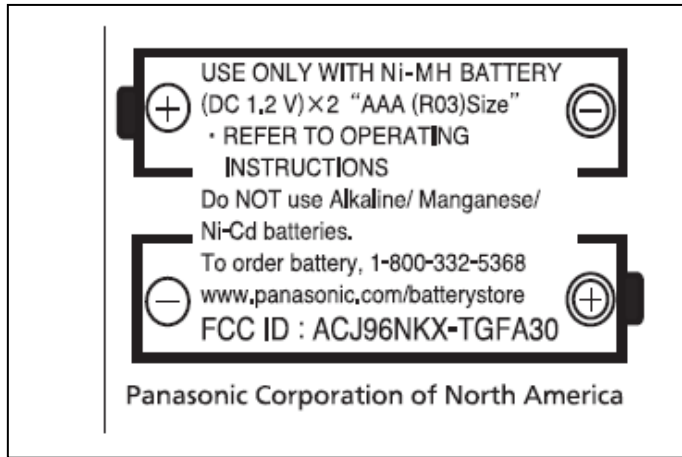 USE ONLY WITH Ni-MH BATTERY
(DC 1.2 V)×2 “AAA (R03)Size”
・REFER TO OPERATING
INSTRUCTIONS
Do NOT use Alkaline/ Manganese/
Ni-Cd batteries.
To order battery, 1-800-332-5368
www.panasonic.com/batterystore
FCC ID : ACJ96NKX-TGFA30
Panasonic Corporation of North America